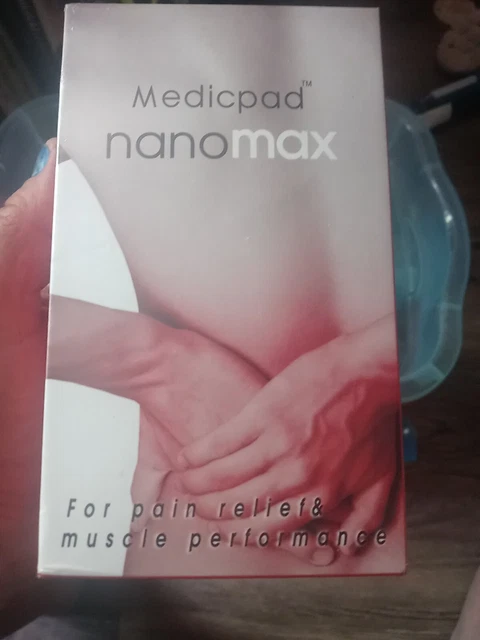 Medicpad™
nanomax
For pain relief&
muscle performance